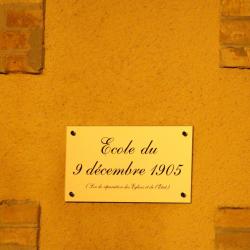 Ecole du
9 décembre 1905
( Loi de séparation des Eglises et de l'Etat )